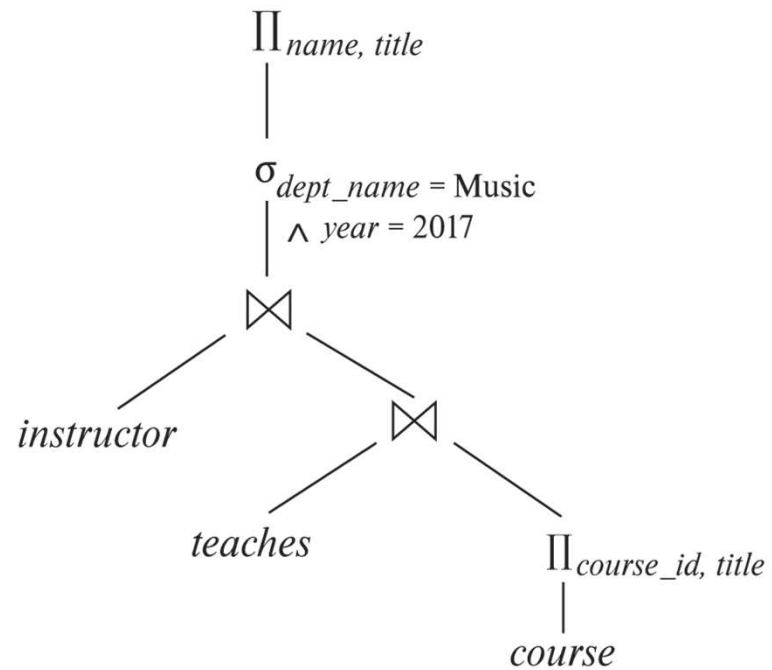 ∏name, title
σdept_name = Music
∧ year = 2017
⋈
instructor
⋈
teaches
∏course_id, title
course